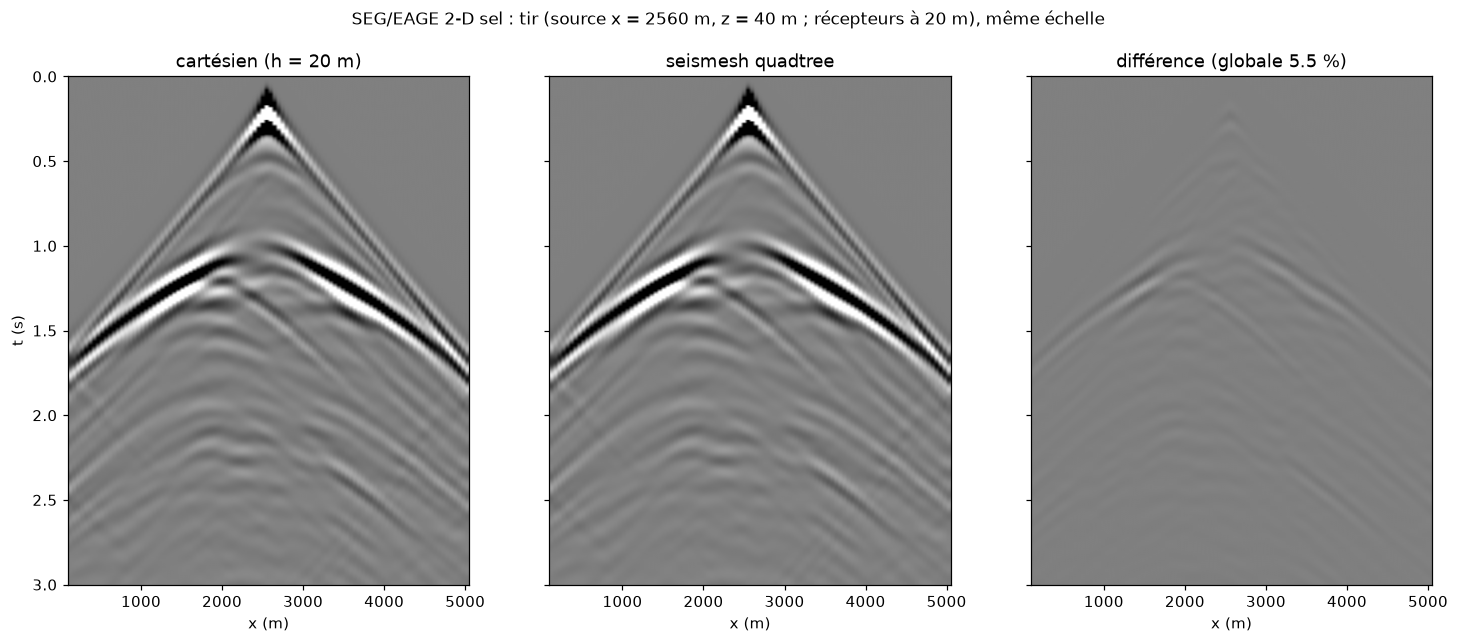 SEG/EAGE 2-D sel : tir (source x = 2560 m, z = 40 m ; récepteurs à 20 m), même échelle
cartésien (h = 20 m)
seismesh quadtree
différence (globale 5.5 %)
t (s)
0.0
0.5
1.0
1.5
2.0
2.5
3.0
1000 2000 3000 4000 5000
1000 2000 3000 4000 5000
1000 2000 3000 4000 5000
x (m)
x (m)
x (m)